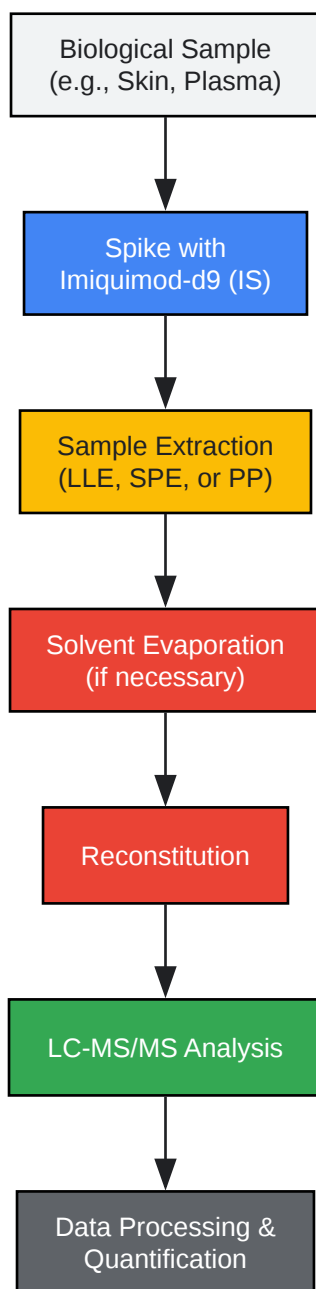 Biological Sample
(e.g., Skin, Plasma)
Spike with
Imiquimod-d9 (IS)
Sample Extraction
(LLE, SPE, or PP)
Solvent Evaporation
(if necessary)
Reconstitution
LC-MS/MS Analysis
Data Processing &
Quantification